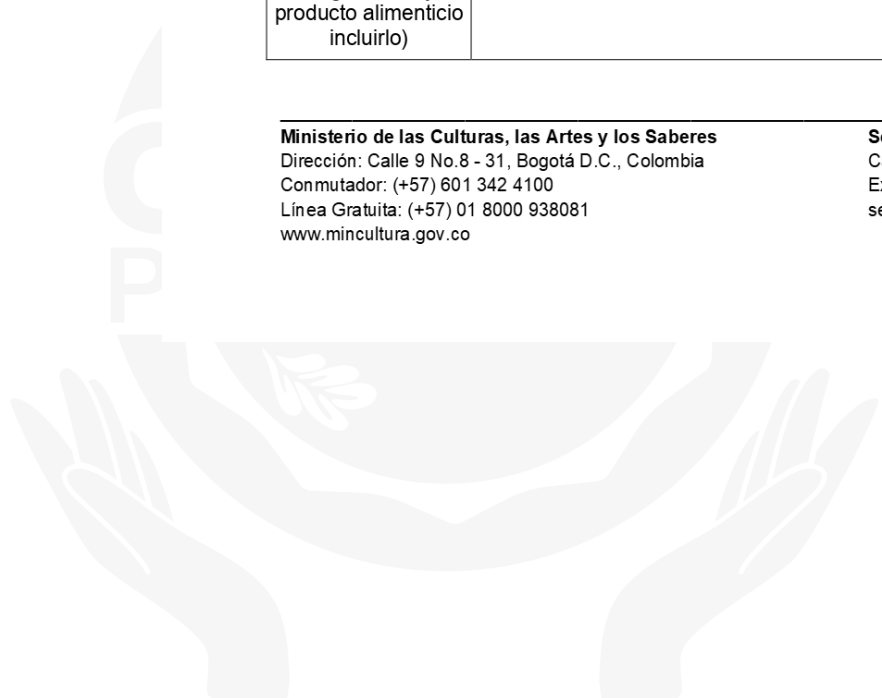 producto alimenticio
incluirlo)
Ministerio de las Culturas, las Artes y los Saberes
Dirección: Calle 9 No.8 - 31, Bogotá D.C., Colombia
Conmutador: (+57) 601 342 4100
Línea Gratuita: (+57) 01 8000 938081
www.mincultura.gov.co